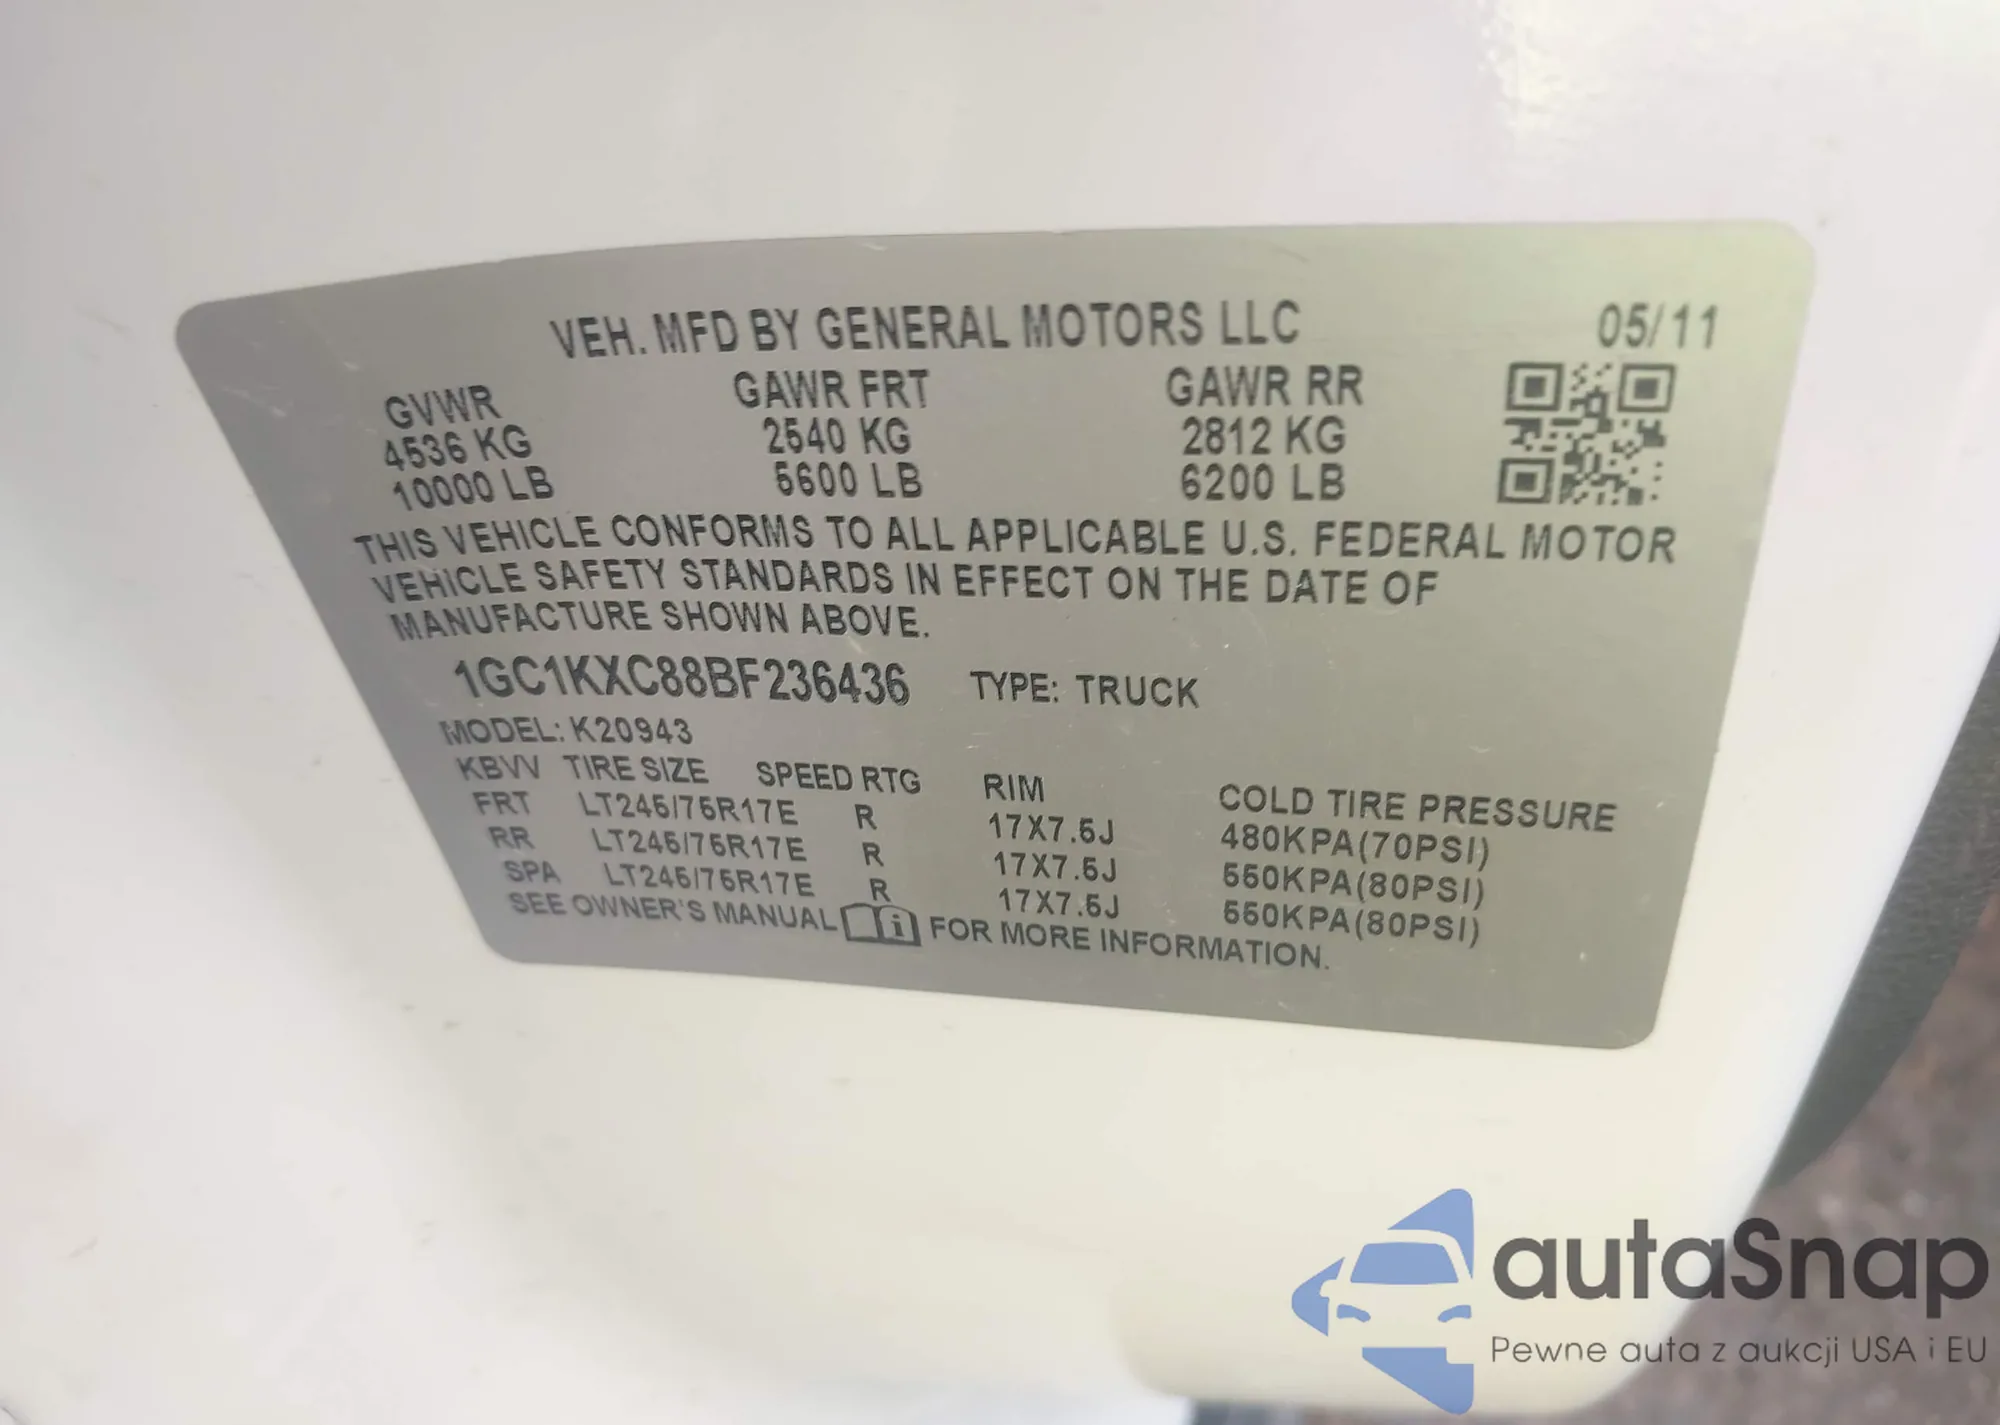 VEH. MFD BY GENERAL MOTORS LLC 05/11
GVWR GAWR FRT GAWR RR
4536 KG 2540 KG 2812 KG
10000 LB 5600 LB 6200 LB
THIS VEHICLE CONFORMS TO ALL APPLICABLE U.S. FEDERAL MOTOR
VEHICLE SAFETY STANDARDS IN EFFECT ON THE DATE OF
MANUFACTURE SHOWN ABOVE.
1GC1KXC88BF236436 TYPE: TRUCK
MODEL: K20943
KBVV TIRE SIZE SPEED RTG RIM COLD TIRE PRESSURE
FRT LT245/75R17E R 17X7.5J 480KPA(70PSI)
RR LT245/75R17E R 17X7.5J 550KPA(80PSI)
SPA LT245/75R17E R 17X7.5J 550KPA(80PSI)
SEE OWNER'S MANUAL i FOR MORE INFORMATION.
autaSnap
Pewne auta z aukcji USA i EU